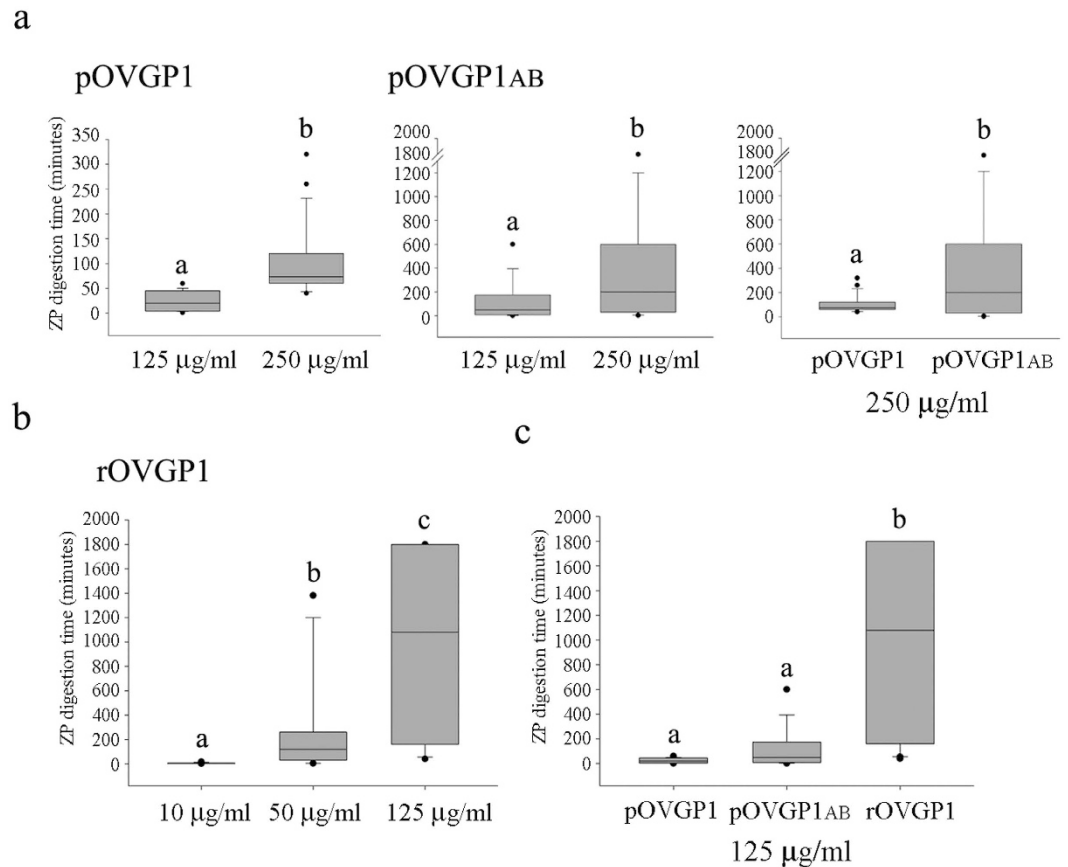 a
pOVGP1
pOVGP1AB
ZP digestion time (minutes)
350
300
250
200
150
100
50
0
a
b
125 µg/ml
250 µg/ml
2000
1800
1200
1000
800
600
400
200
0
a
b
125 µg/ml
250 µg/ml
2000
1800
1200
1000
800
600
400
200
0
a
b
pOVGP1
pOVGP1AB
250 µg/ml
b
rOVGP1
ZP digestion time (minutes)
2000
1800
1600
1400
1200
1000
800
600
400
200
0
a
b
c
10 µg/ml
50 µg/ml
125 µg/ml
c
ZP digestion time (minutes)
2000
1800
1600
1400
1200
1000
800
600
400
200
0
a
a
b
pOVGP1
pOVGP1AB
rOVGP1
125 µg/ml